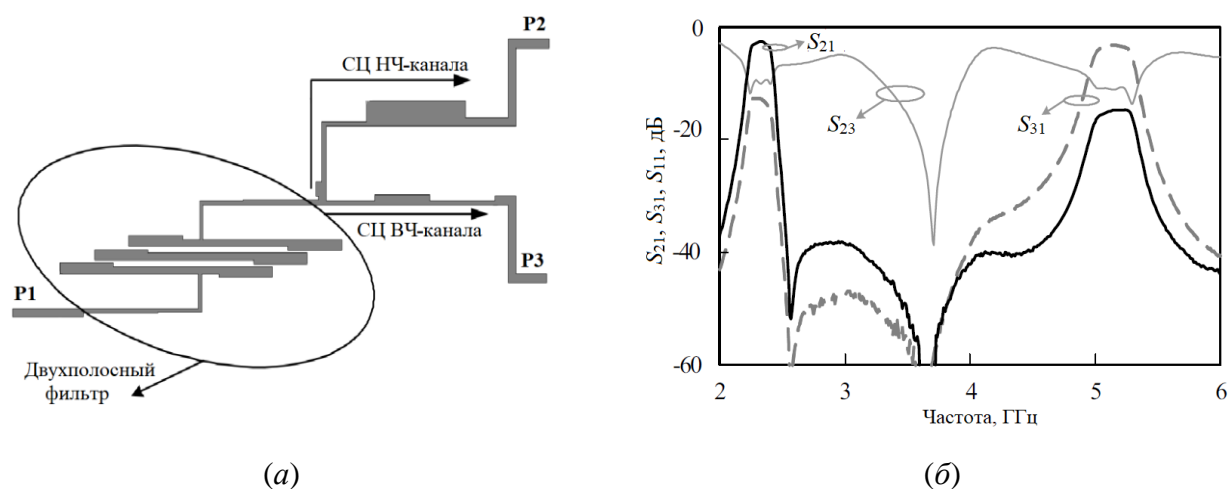 P2
СЦ НЧ-канала
СЦ ВЧ-канала
P1
P3
Двухполосный
фильтр
(а)
S21, S31, S11, дБ
0
-20
-40
-60
S21
S23
S31
2
3
4
5
6
Частота, ГГц
(б)